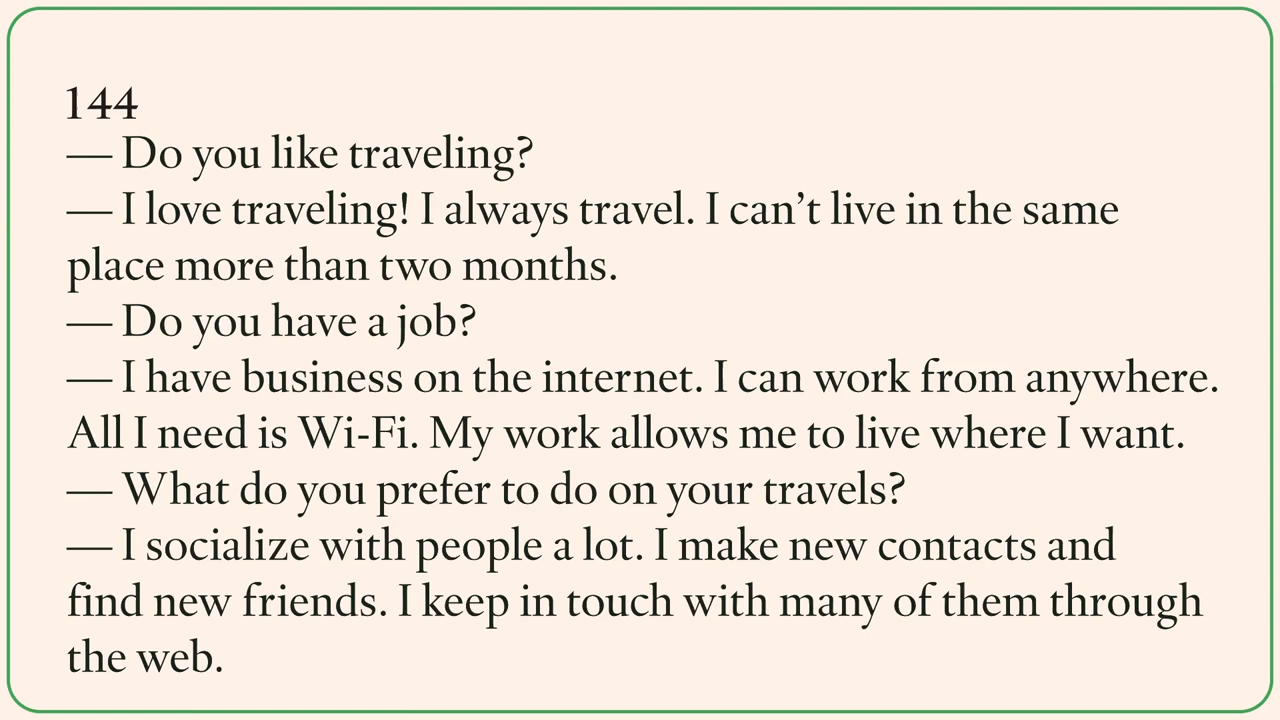 144
— Do you like traveling?
— I love traveling! I always travel. I can’t live in the same
place more than two months.
— Do you have a job?
— I have business on the internet. I can work from anywhere.
All I need is Wi-Fi. My work allows me to live where I want.
— What do you prefer to do on your travels?
— I socialize with people a lot. I make new contacts and
find new friends. I keep in touch with many of them through
the web.